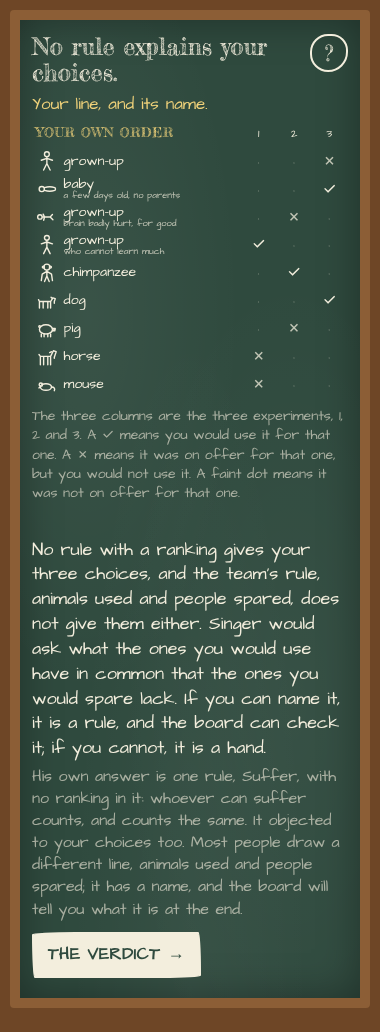 No rule explains your
choices.
?
Your line, and its name.
YOUR OWN ORDER 1 2 3
grown-up · · ×
baby · · ✓
a few days old, no parents
grown-up · × ·
brain badly hurt, for good
grown-up ✓ · ·
who cannot learn much
chimpanzee · ✓ ·
dog · · ✓
pig · × ·
horse × · ·
mouse × · ·
The three columns are the three experiments, 1,
2 and 3. A ✓ means you would use it for that
one. A × means it was on offer for that one,
but you would not use it. A faint dot means it
was not on offer for that one.
No rule with a ranking gives your
three choices, and the team's rule,
animals used and people spared, does
not give them either. Singer would
ask what the ones you would use
have in common that the ones you
would spare lack. If you can name it,
it is a rule, and the board can check
it; if you cannot, it is a hand.
His own answer is one rule, Suffer, with
no ranking in it: whoever can suffer
counts, and counts the same. It objected
to your choices too. Most people draw a
different line, animals used and people
spared; it has a name, and the board will
tell you what it is at the end.
THE VERDICT →